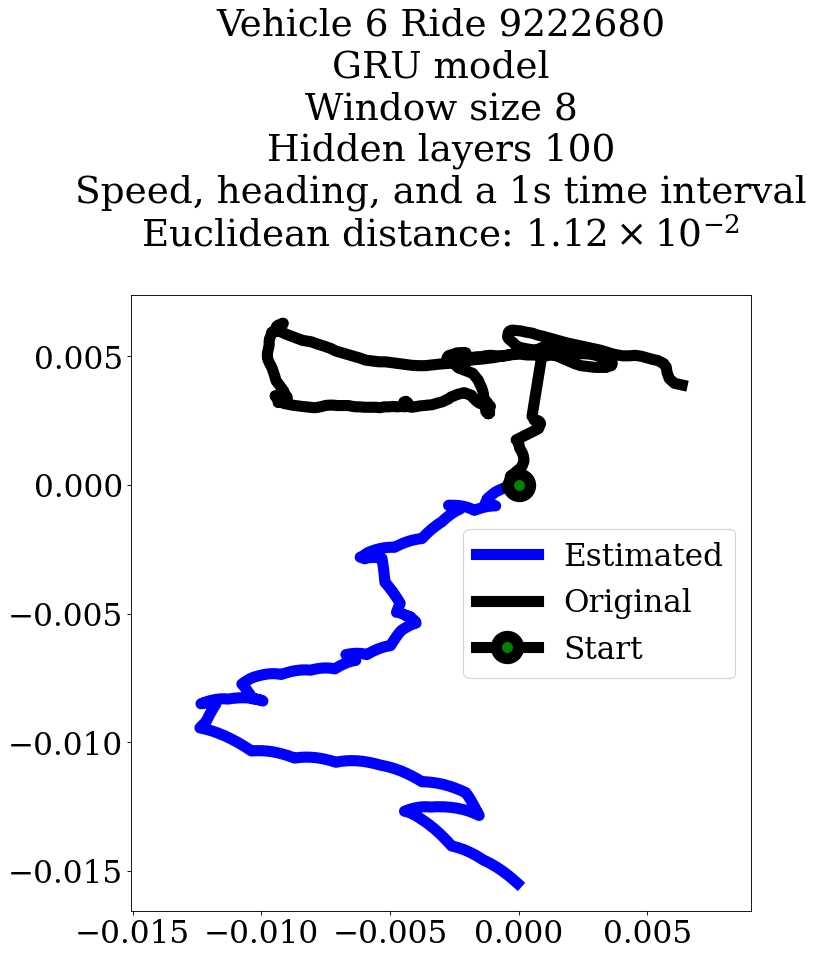 Vehicle 6 Ride 9222680
GRU model
Window size 8
Hidden layers 100
Speed, heading, and a 1s time interval
Euclidean distance: 1.12 × 10⁻²
0.005
0.000
−0.005
−0.010
−0.015
Estimated
Original
Start
−0.015 −0.010 −0.005 0.000 0.005